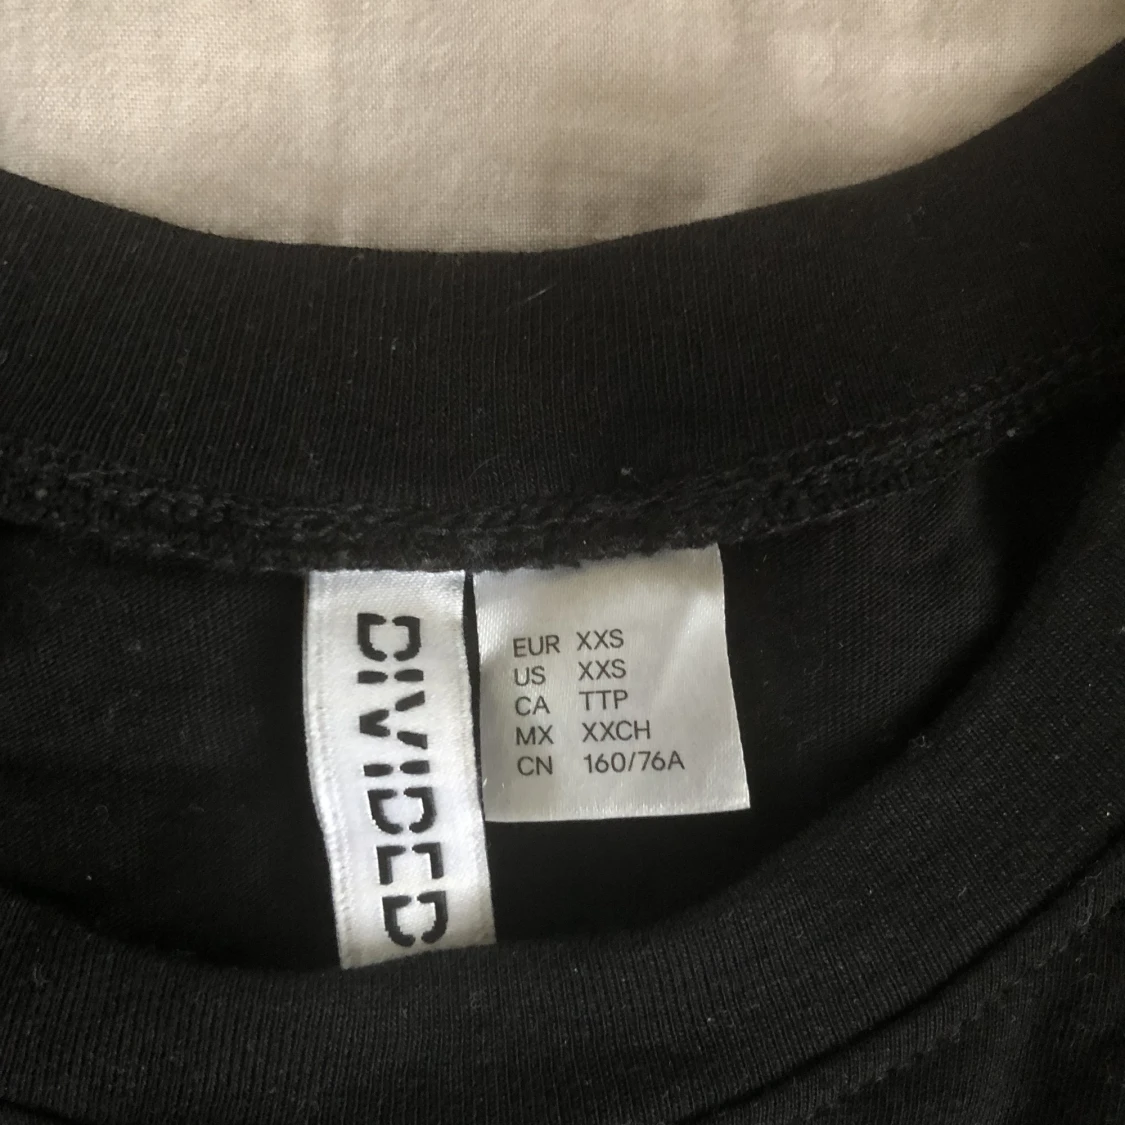 DIVIDED
EUR XXS
US XXS
CA TTP
MX XXCH
CN 160/76A